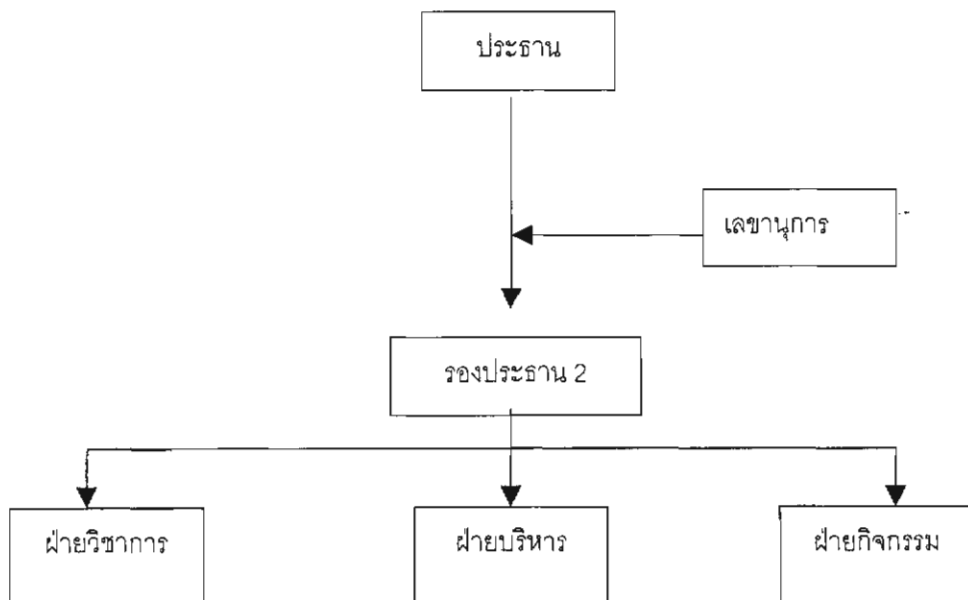 ประธาน
เลขานุการ
รองประธาน 2
ฝ่ายวิชาการ
ฝ่ายบริหาร
ฝ่ายกิจกรรม